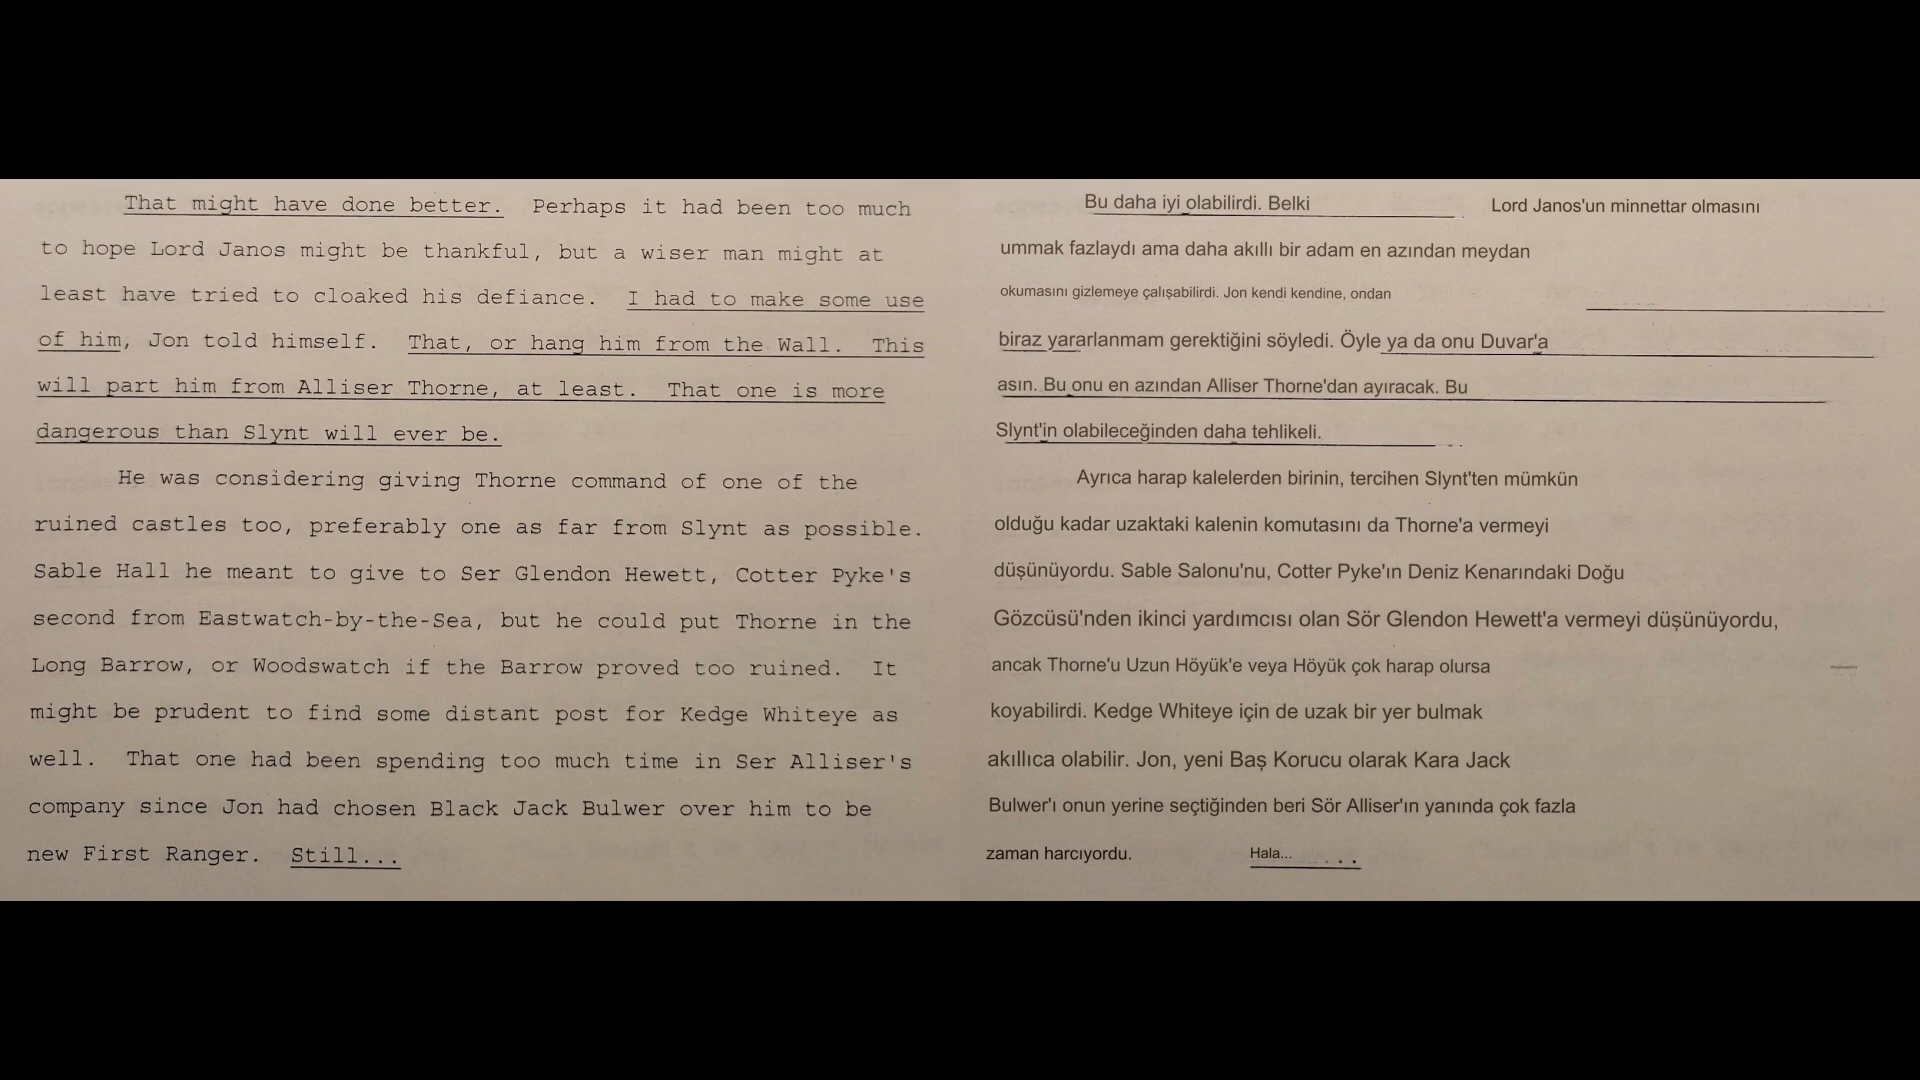 That might have done better. Perhaps it had been too much
to hope Lord Janos might be thankful, but a wiser man might at
least have tried to cloaked his defiance. I had to make some use
of him, Jon told himself. That, or hang him from the Wall. This
will part him from Alliser Thorne, at least. That one is more
dangerous than Slynt will ever be.
He was considering giving Thorne command of one of the
ruined castles too, preferably one as far from Slynt as possible.
Sable Hall he meant to give to Ser Glendon Hewett, Cotter Pyke's
second from Eastwatch-by-the-Sea, but he could put Thorne in the
Long Barrow, or Woodswatch if the Barrow proved too ruined. It
might be prudent to find some distant post for Kedge Whiteye as
well. That one had been spending too much time in Ser Alliser's
company since Jon had chosen Black Jack Bulwer over him to be
new First Ranger. Still...
Bu daha iyi olabilirdi. Belki Lord Janos'un minnettar olmasını
ummak fazlaydı ama daha akıllı bir adam en azından meydan
okumasını gizlemeye çalışabilirdi. Jon kendi kendine, ondan
biraz yararlanmam gerektiğini söyledi. Öyle ya da onu Duvar'a
asın. Bu onu en azından Alliser Thorne'dan ayıracak. Bu
Slynt'in olabileceğinden daha tehlikeli.
Ayrıca harap kalelerden birinin, tercihen Slynt'ten mümkün
olduğu kadar uzaktaki kalenin komutasını da Thorne'a vermeyi
düşünüyordu. Sable Salonu'nu, Cotter Pyke'ın Deniz Kenarındaki Doğu
Gözcüsü'nden ikinci yardımcısı olan Sör Glendon Hewett'a vermeyi düşünüyordu,
ancak Thorne'u Uzun Höyük'e veya Höyük çok harap olursa
koyabilirdi. Kedge Whiteye için de uzak bir yer bulmak
akıllıca olabilir. Jon, yeni Baş Korucu olarak Kara Jack
Bulwer'ı onun yerine seçtiğinden beri Sör Alliser'ın yanında çok fazla
zaman harcıyordu. Hala... ...